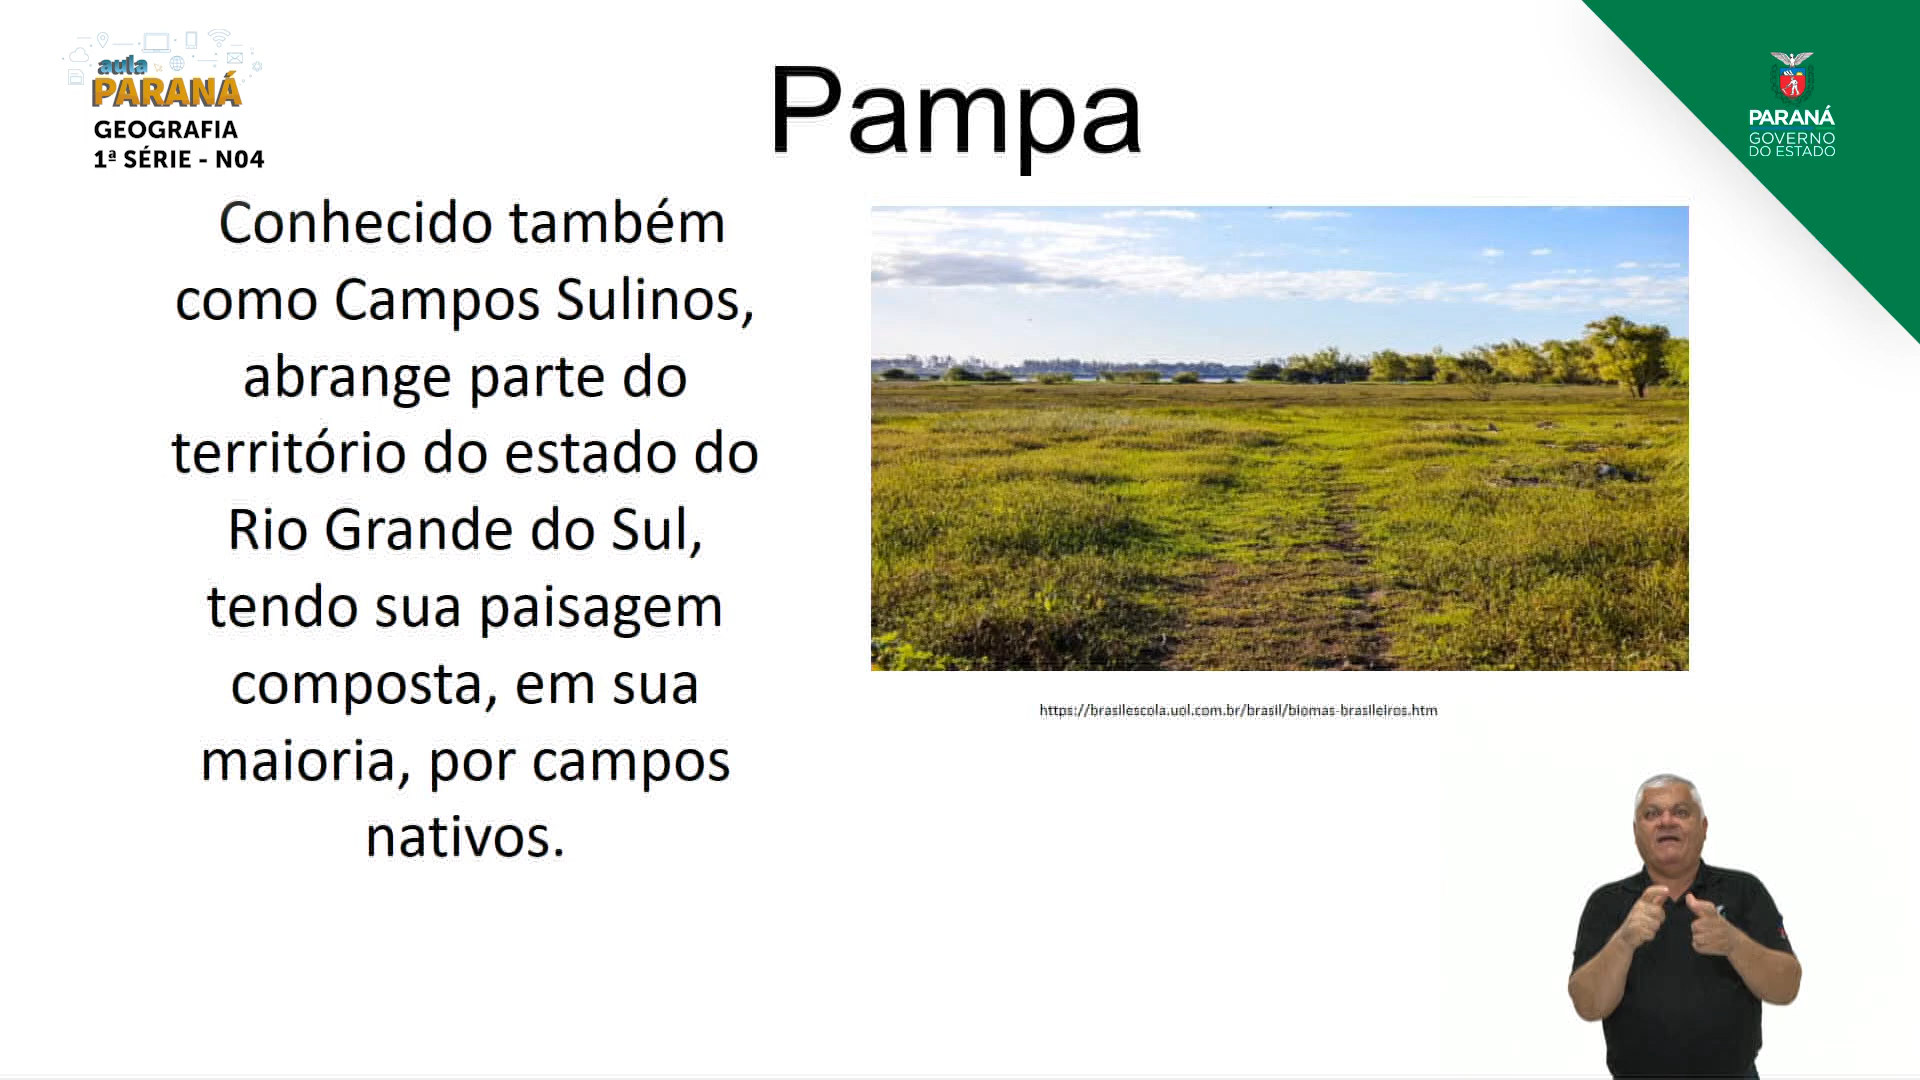 aula
PARANÁ
GEOGRAFIA
1ª SÉRIE - N04
Pampa
PARANÁ
GOVERNO
DO ESTADO
Conhecido também
como Campos Sulinos,
abrange parte do
território do estado do
Rio Grande do Sul,
tendo sua paisagem
composta, em sua
maioria, por campos
nativos.
https://brasilescola.uol.com.br/brasil/biomas-brasileiros.htm